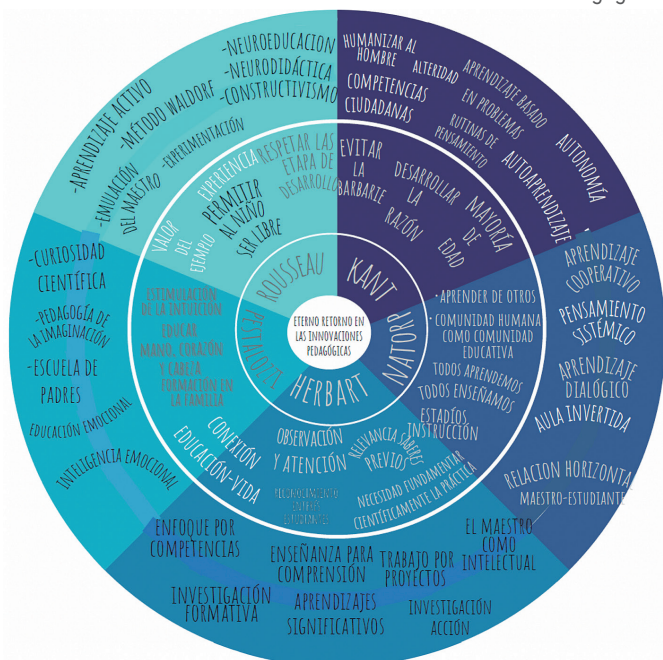 ETERNO RETORNO EN
LAS INNOVACIONES
PEDAGÓGICAS
ROUSSEAU
KANT
NATORP
HERBART
PESTALOZZI
VALOR
DEL
EJEMPLO
EXPERIENCIA
PERMITIR
AL NIÑO
SER LIBRE
RESPETAR LAS
ETAPA DE
DESARROLLO
-APRENDIZAJE ACTIVO
-MÉTODO WALDORF
-NEUROEDUCACION
-NEURODIDÁCTICA
-CONSTRUCTIVISMO
-EXPERIMENTACIÓN
ENMULACIÓN
DEL MAESTRO
EVITAR
LA
BARBARIE
DESARROLLAR
LA
RAZÓN
MAYORÍA
DE
EDAD
HUMANIZAR AL
HOMBRE
ALTERIDAD
COMPETENCIAS
CIUDADANAS
APRENDIZAJE BASADO
EN PROBLEMAS
RUTINAS DE
PENSAMIENTO
AUTONOMÍA
AUTOAPRENDIZAJE
· APRENDER DE OTROS
· COMUNIDAD HUMANA
COMO COMUNIDAD
EDUCATIVA
TODOS APRENDEMOS
TODOS ENSEÑAMOS
ESTADÍOS
INSTRUCCIÓN
APRENDIZAJE
COOPERATIVO
PENSAMIENTO
SISTÉMICO
APRENDIZAJE
DIALÓGICO
AULA INVERTIDA
RELACION HORIZONTA
MAESTRO-ESTUDIANTE
CONEXIÓN
EDUCACIÓN-VIDA
OBSERVACIÓN
Y ATENCIÓN
RELEVANCIA SABERES
PREVIOS
RECONOCIMIENTO
ESTUDIANTES
NECESIDAD FUNDAMENTAR
CIENTÍFICAMENTE LA PRÁCTICA
ENFOQUE POR
COMPETENCIAS
INVESTIGACIÓN
FORMATIVA
ENSEÑANZA PARA
COMPRENSIÓN
APRENDIZAJES
SIGNIFICATIVOS
TRABAJO POR
PROYECTOS
INVESTIGACIÓN
ACCIÓN
EL MAESTRO
COMO
INTELECTUAL
ESTIMULACIÓN
DE LA INTUICIÓN
EDUCAR
MANO, CORAZÓN
Y CABEZA
FORMACIÓN EN
LA FAMILIA
-CURIOSIDAD
CIENTÍFICA
-PEDAGOGÍA DE
LA IMAGINACIÓN
-ESCUELA DE
PADRES
EDUCACIÓN EMOCIONAL
INTELIGENCIA EMOCIONAL